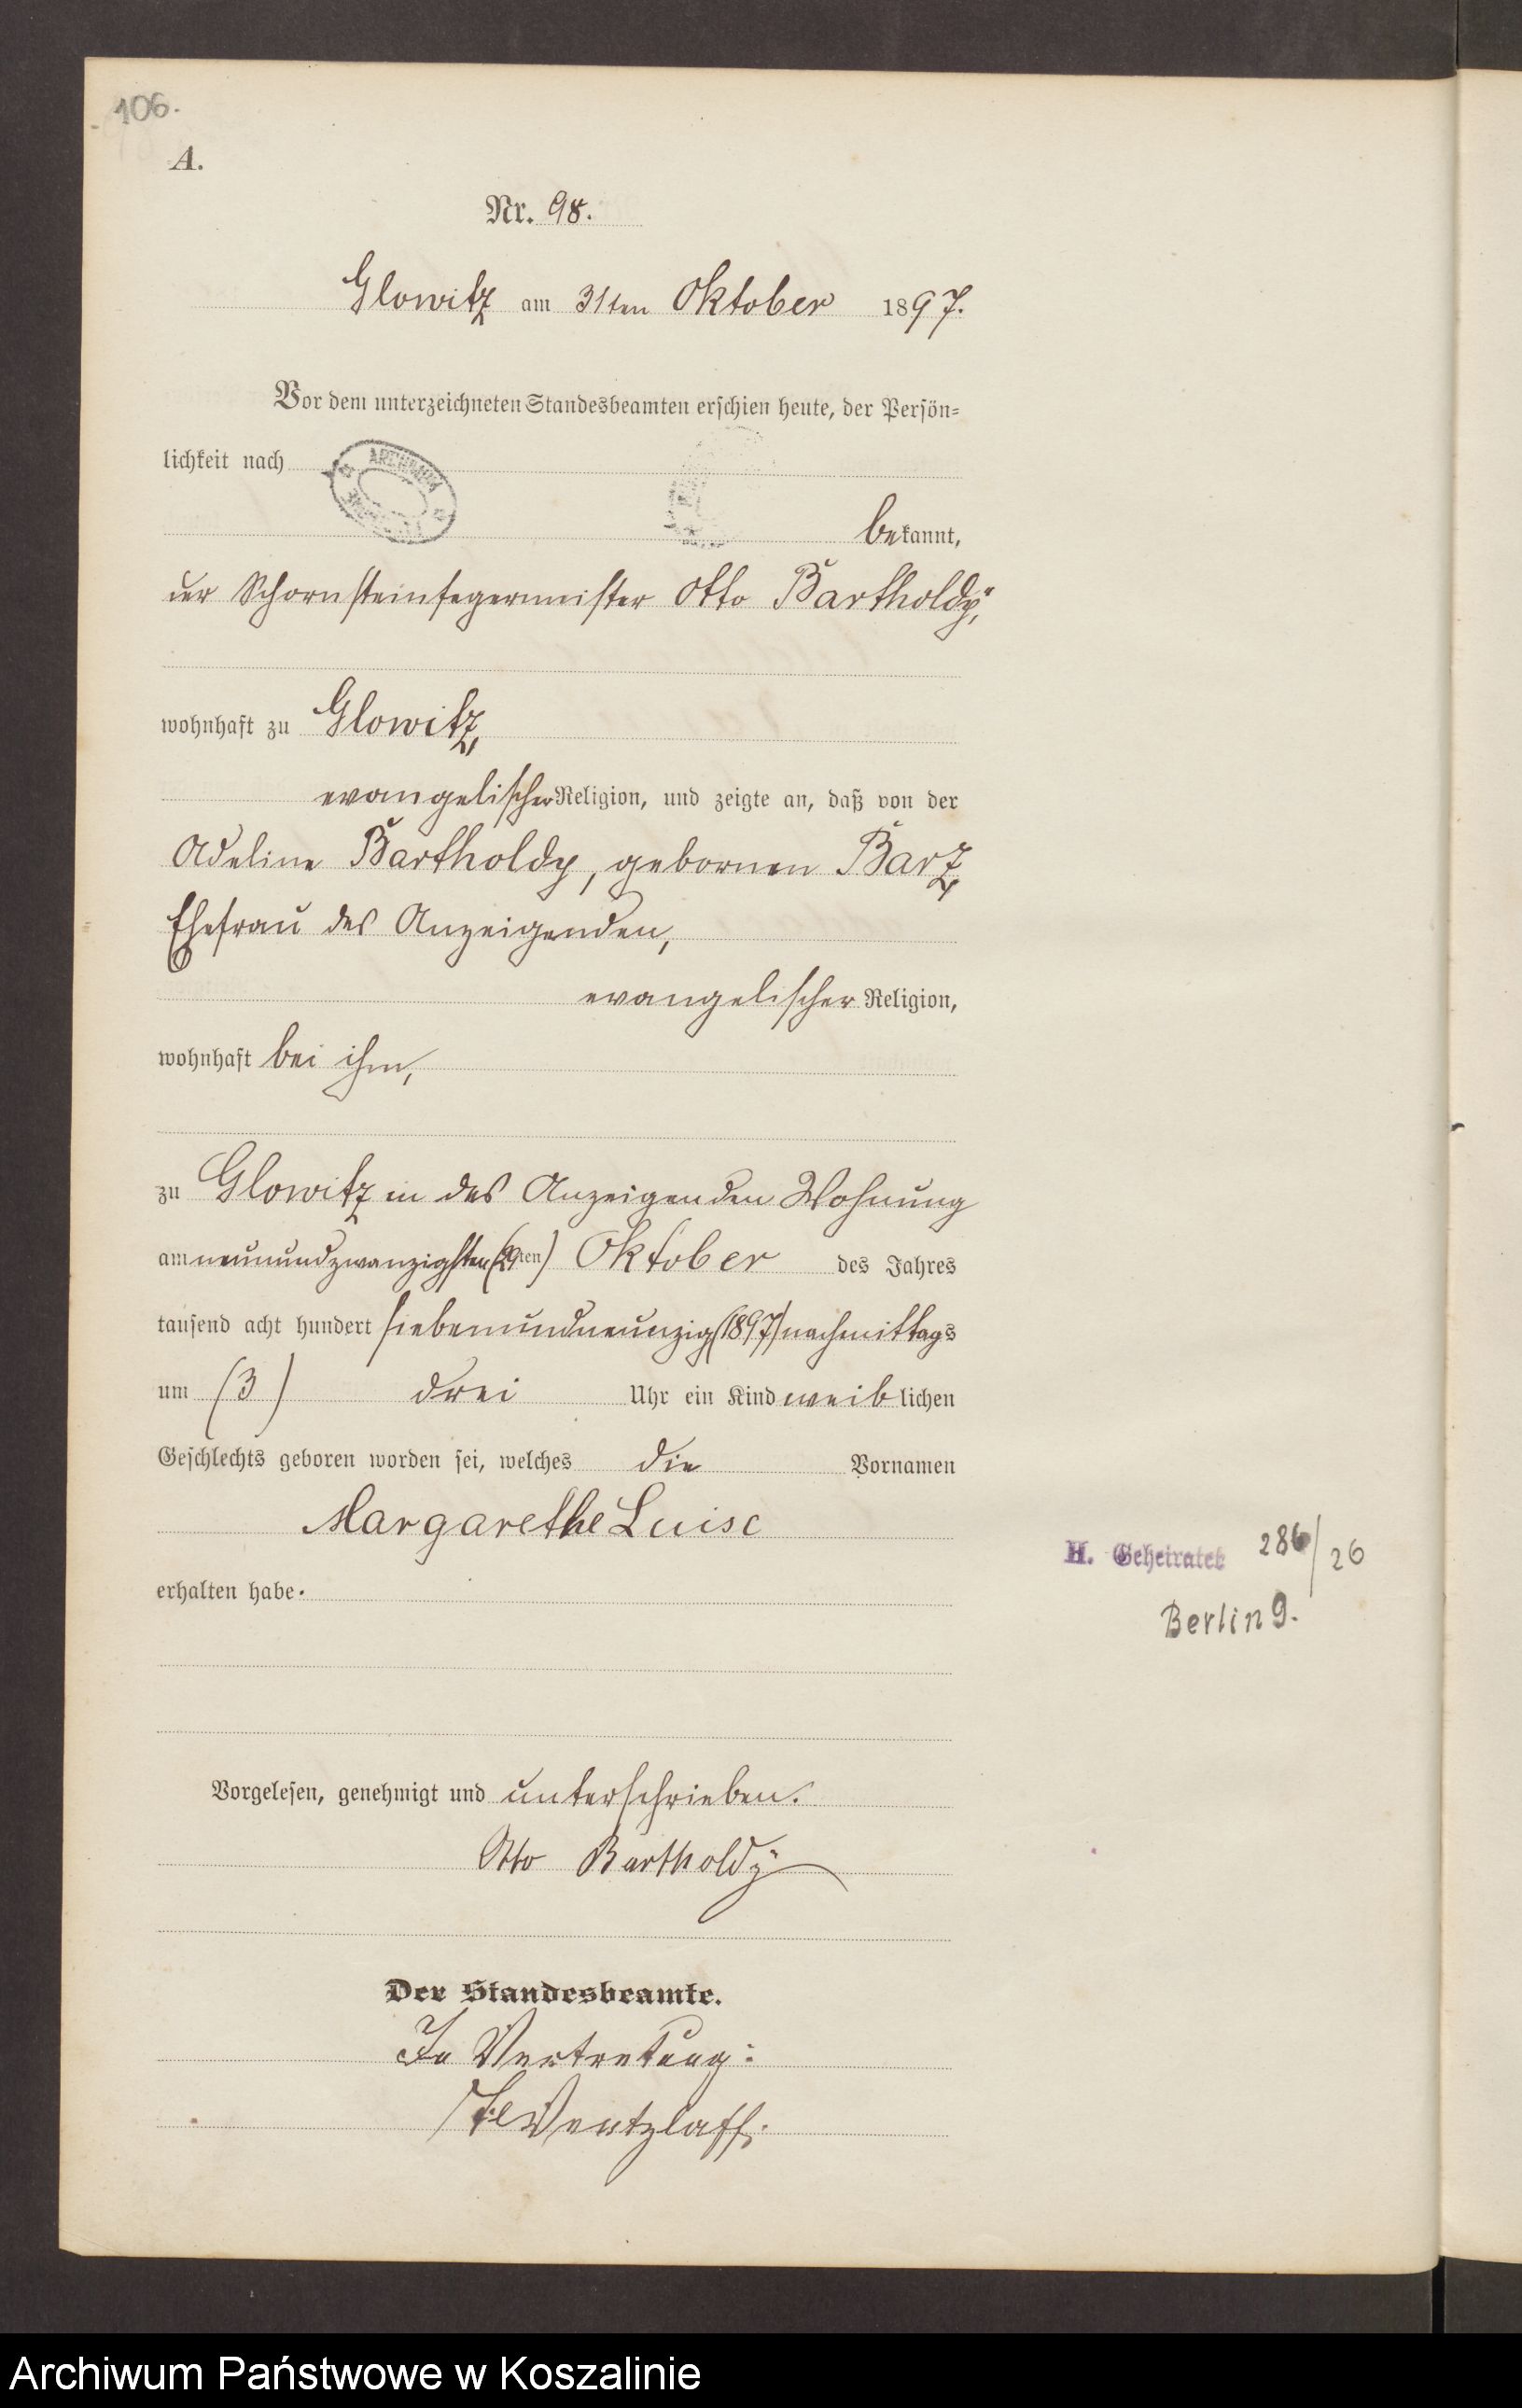 106.
A.
Nr. 98.
Glowitz am 31ten Oktober 1897.
Vor dem unterzeichneten Standesbeamten erschien heute, der Persön=
lichkeit nach
bekannt,
der Schornsteinfegermeister Otto Bartholdÿ,
wohnhaft zu Glowitz,
evangelischer Religion, und zeigte an, daß von der
Adeline Bartholdy, gebornen Barz,
Ehefrau des Anzeigenden,
evangelischer Religion,
wohnhaft bei ihm,
zu Glowitz in des Anzeigenden Wohnung
am neunundzwanzigsten (29ten) Oktober des Jahres
tausend acht hundert siebenundneunzig (1897) nachmittags
um (3) drei Uhr ein Kind weiblichen
Geschlechts geboren worden sei, welches die Vornamen
Margarethe Luise
H. Geheiratet 286/26
erhalten habe.
Berlin 9.
Vorgelesen, genehmigt und unterschrieben.
Otto Bartholdÿ
Der Standesbeamte.
In Vertretung:
Wentzlaff.
Archiwum Państwowe w Koszalinie